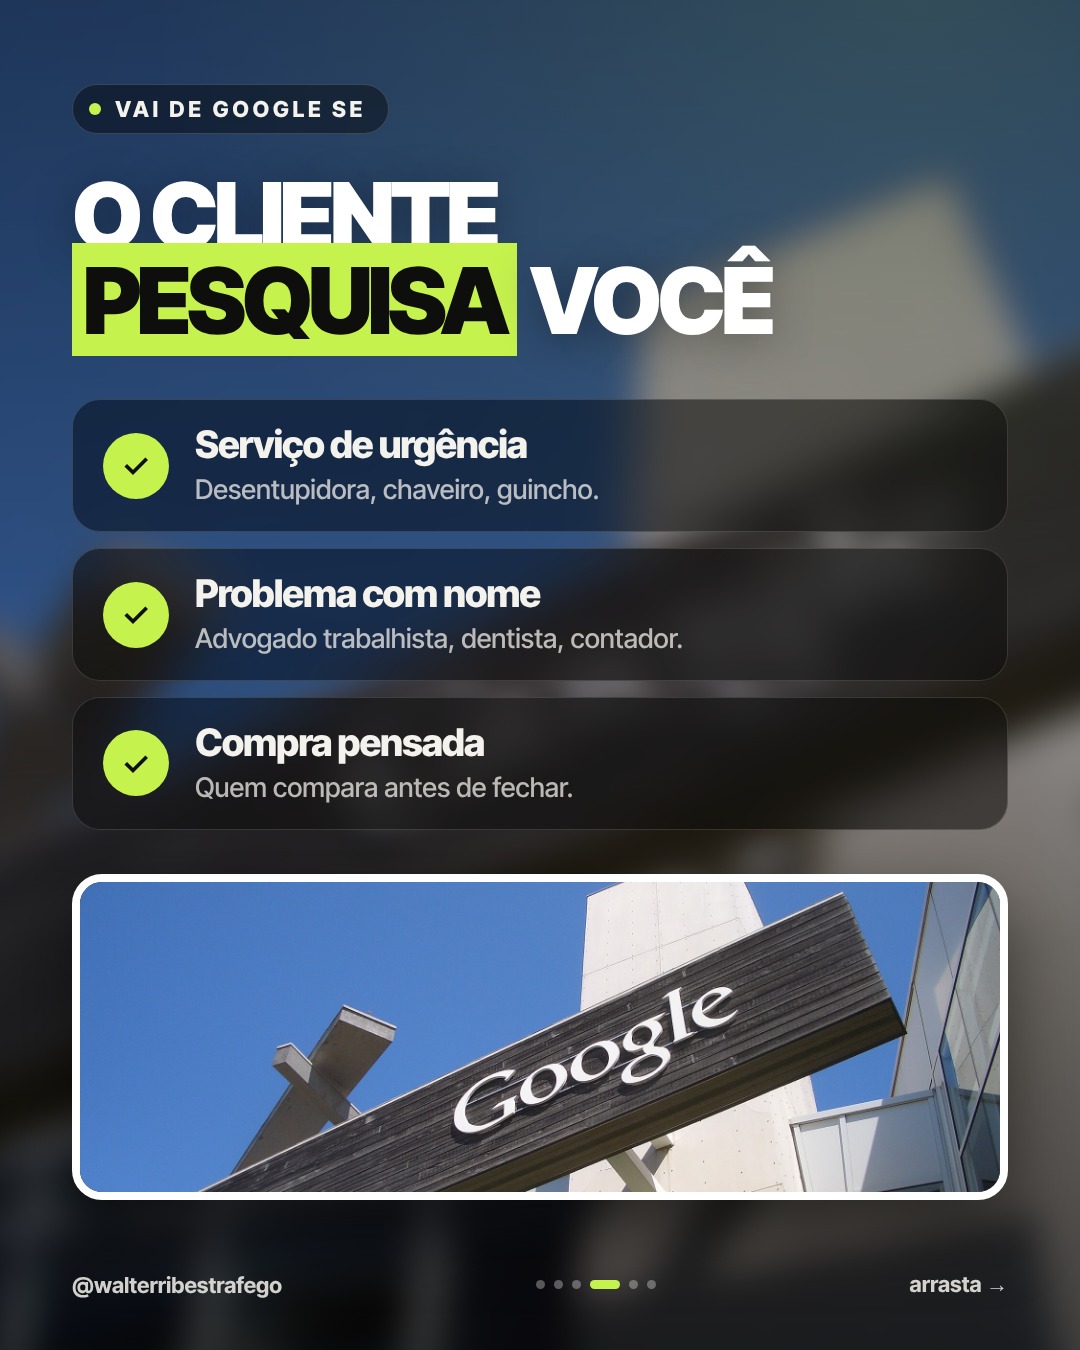 VAI DE GOOGLE SE
O CLIENTE
PESQUISA VOCÊ
Serviço de urgência
Desentupidora, chaveiro, guincho.
Problema com nome
Advogado trabalhista, dentista, contador.
Compra pensada
Quem compara antes de fechar.
Google
@walterribestrafego
arrasta →